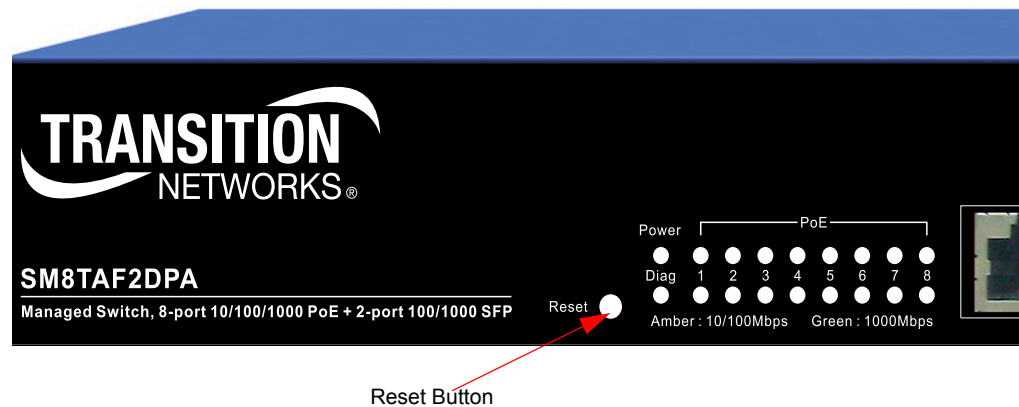 TRANSITION
NETWORKS®
SM8TAF2DPA
Managed Switch, 8-port 10/100/1000 PoE + 2-port 100/1000 SFP
Reset
Power
PoE
Diag 1 2 3 4 5 6 7 8
Amber : 10/100Mbps Green : 1000Mbps
Reset Button